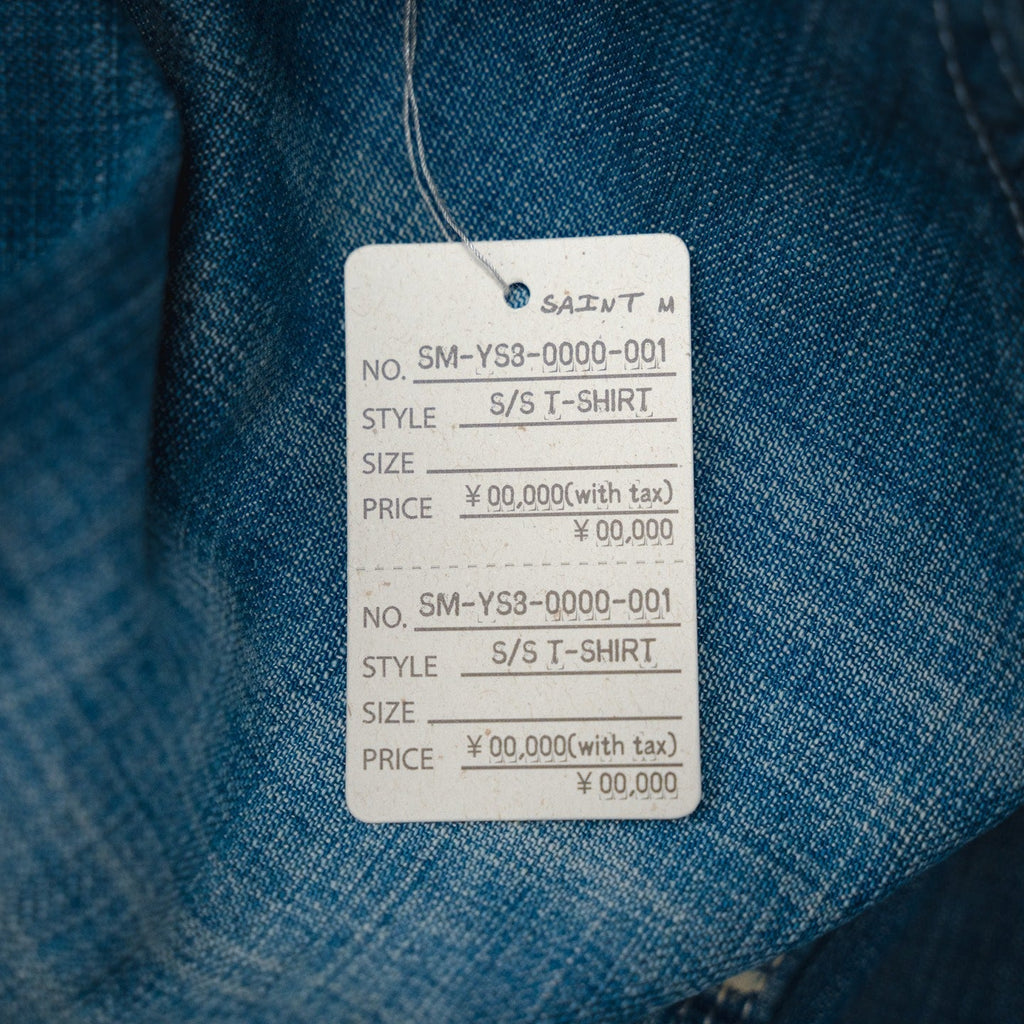 SAINT M
NO. SM-YS3-0000-001
STYLE S/S T-SHIRT
SIZE
PRICE ¥00,000(with tax)
¥00,000
NO. SM-YS3-0000-001
STYLE S/S T-SHIRT
SIZE
PRICE ¥00,000(with tax)
¥00,000